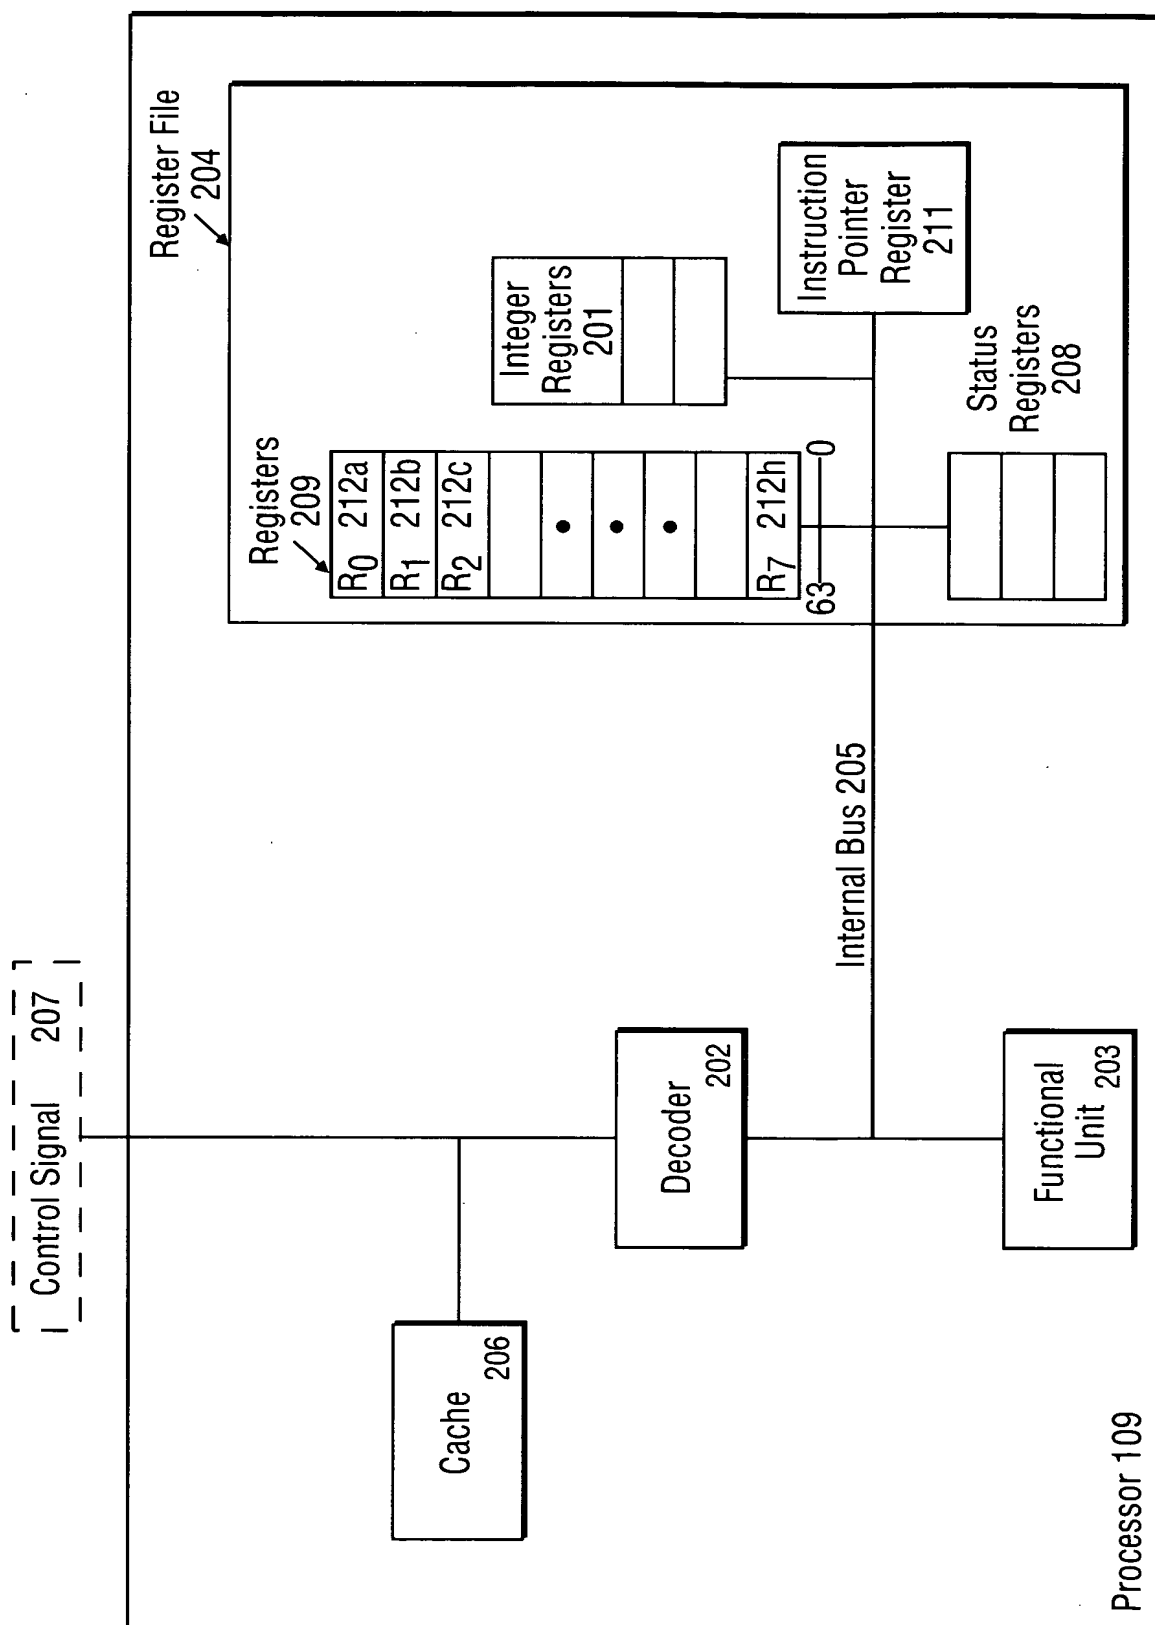 Control Signal 207
Register File
204
Registers
209
R0 212a
R1 212b
R2 212c
R7 212h
63 0
Integer
Registers
201
Instruction
Pointer
Register
211
Status
Registers
208
Cache
206
Decoder
202
Internal Bus 205
Functional
Unit 203
Processor 109